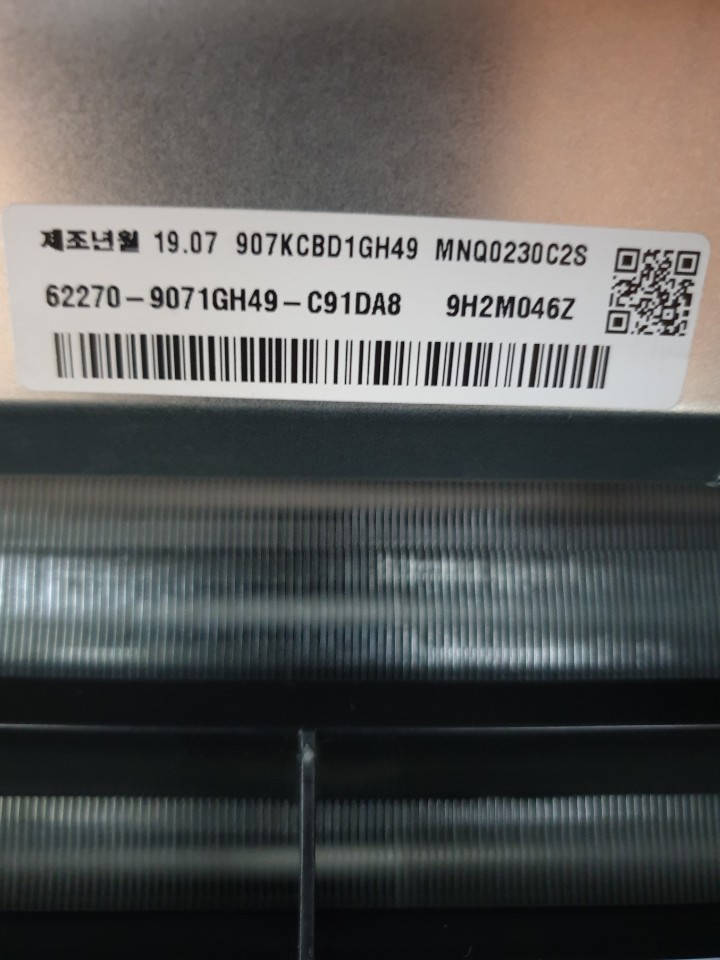 제조년월 19.07 907KCBD1GH49 MNQ0230C2S
62270-9071GH49-C91DA8 9H2M046Z